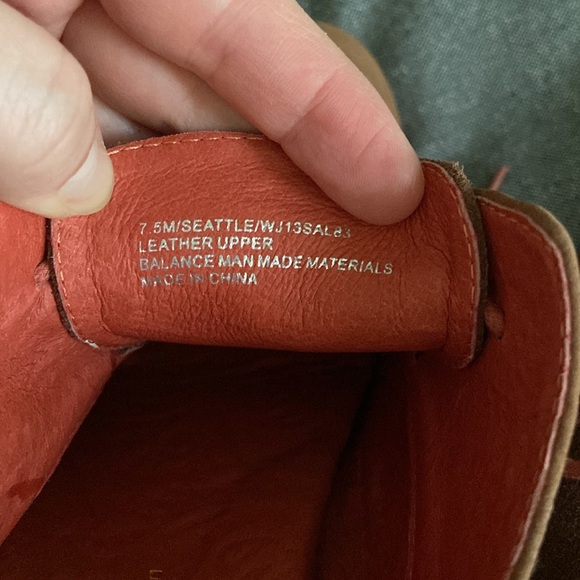 7.5M/SEATTLE/WJ13SAL83
LEATHER UPPER
BALANCE MAN MADE MATERIALS
MADE IN CHINA